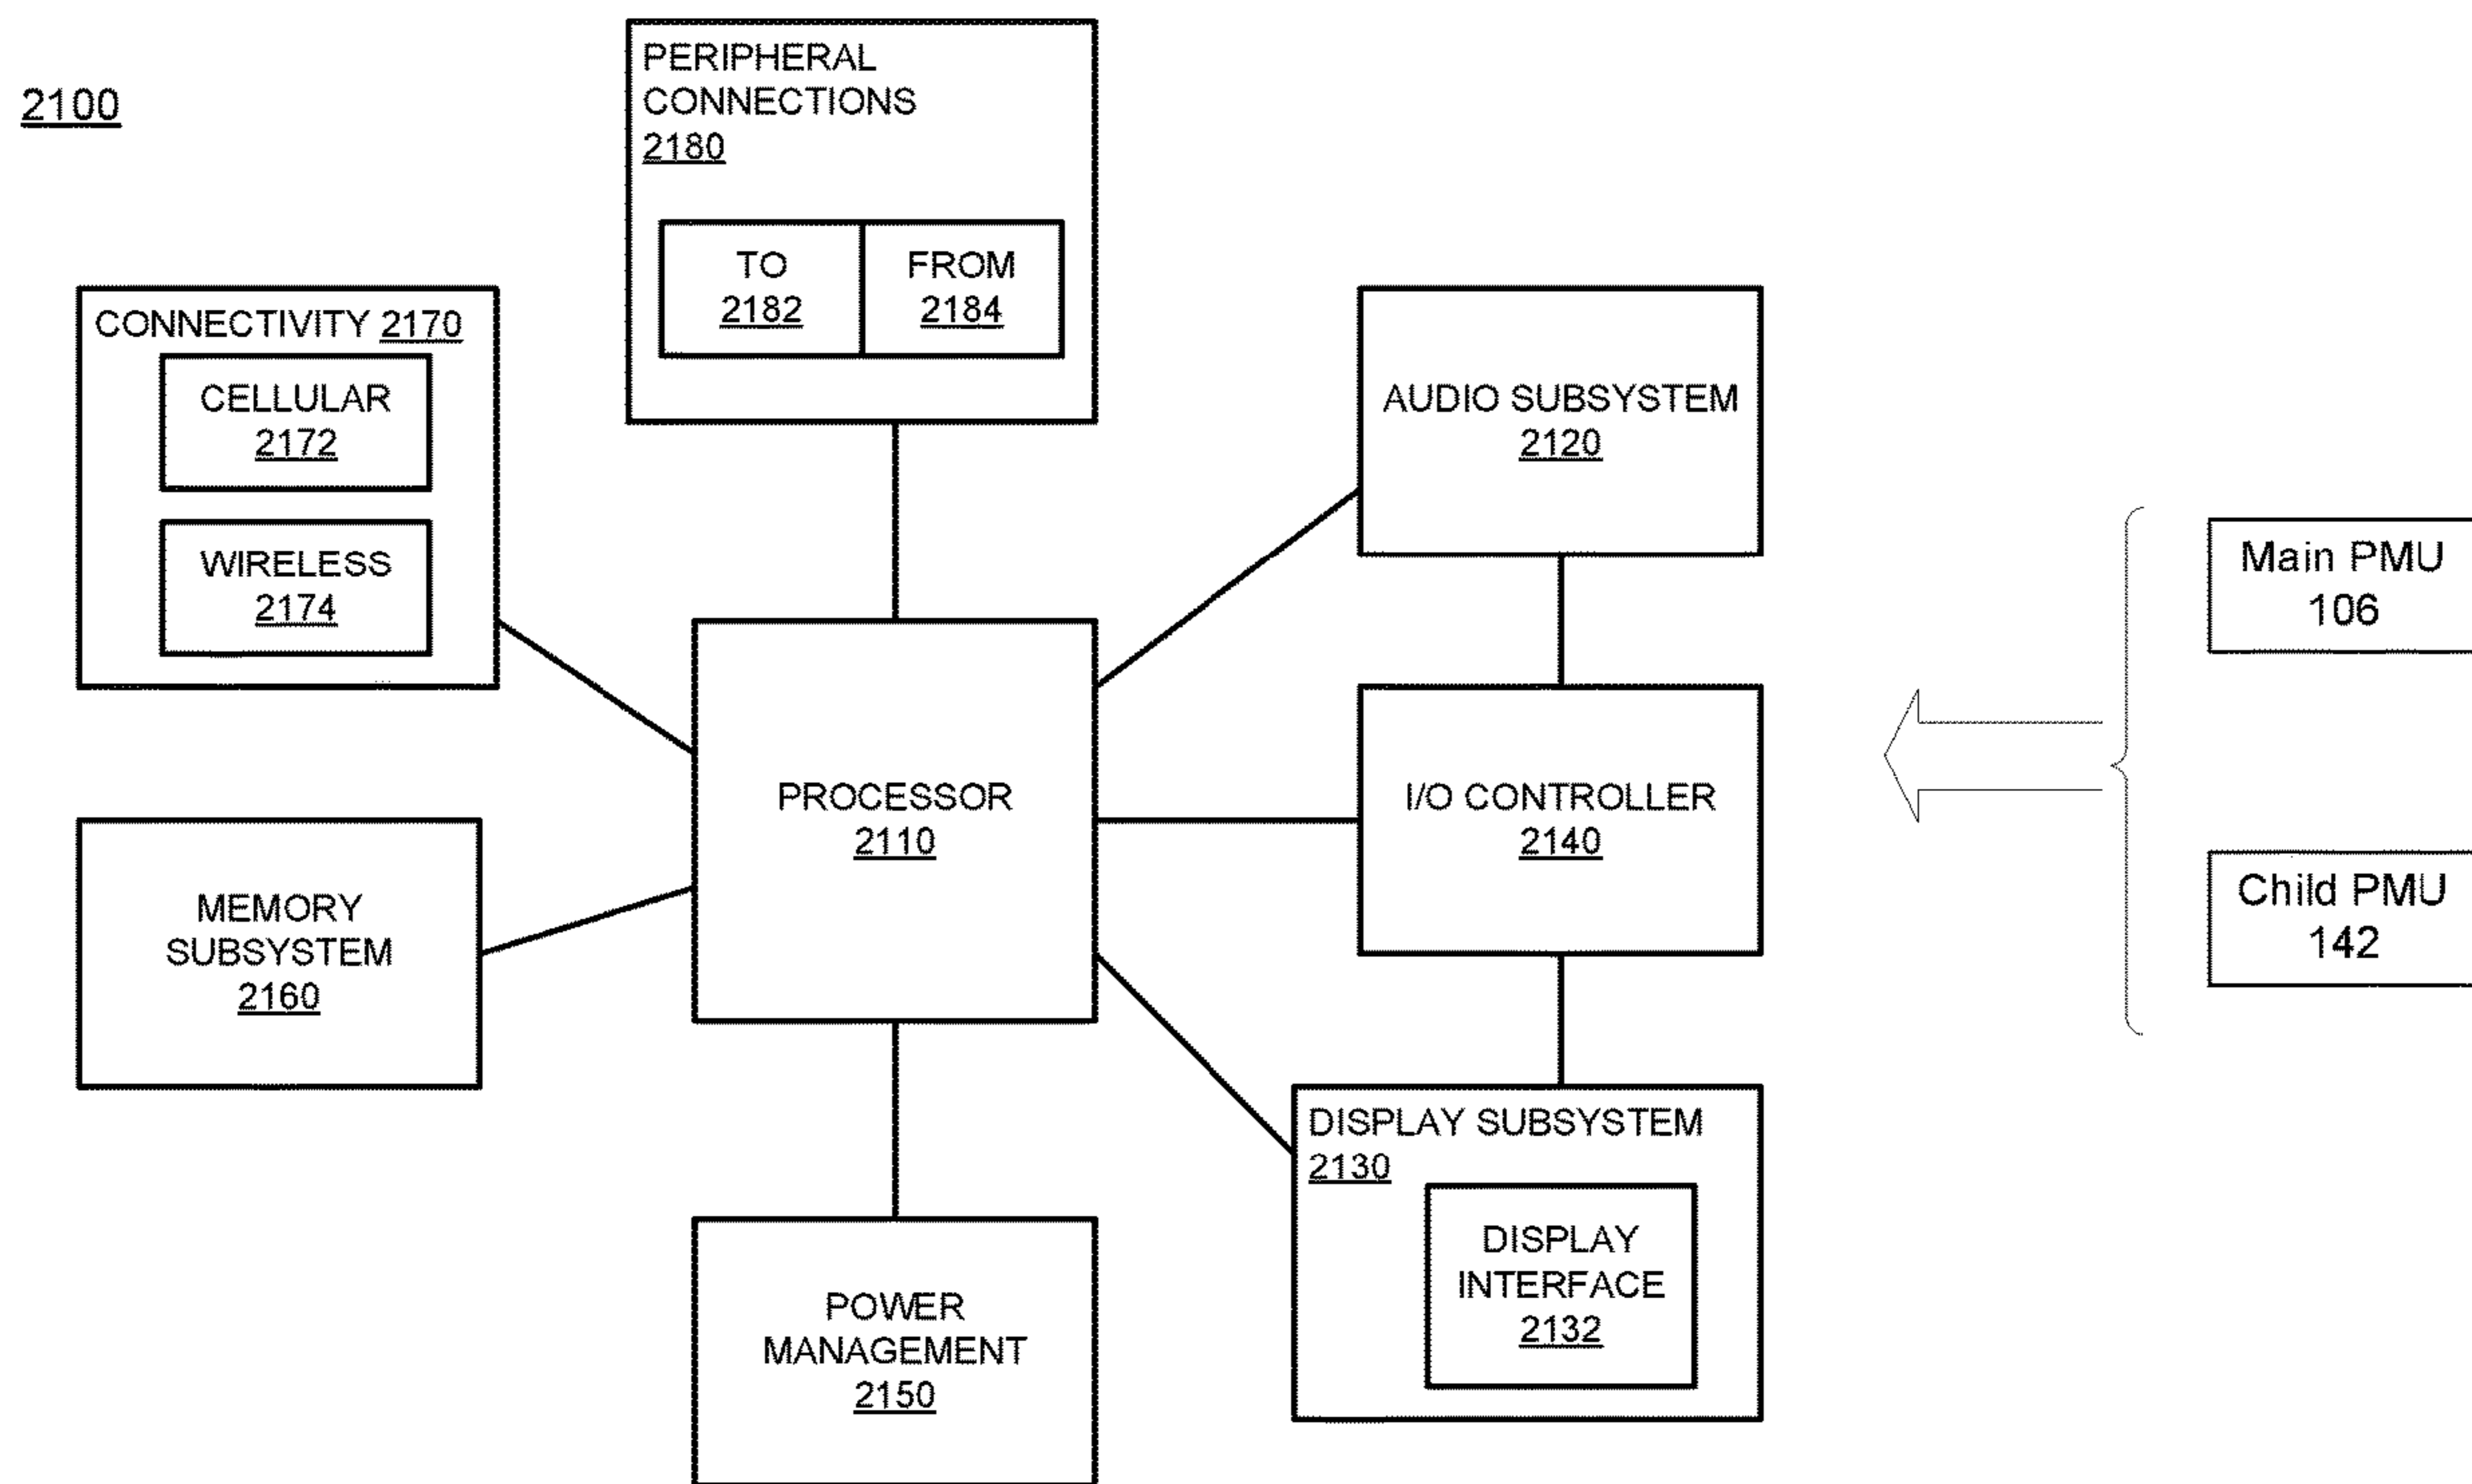 2100
PERIPHERAL
CONNECTIONS
2180
TO
2182
FROM
2184
CONNECTIVITY 2170
CELLULAR
2172
WIRELESS
2174
AUDIO SUBSYSTEM
2120
Main PMU
106
PROCESSOR
2110
I/O CONTROLLER
2140
Child PMU
142
MEMORY
SUBSYSTEM
2160
DISPLAY SUBSYSTEM
2130
DISPLAY
INTERFACE
2132
POWER
MANAGEMENT
2150